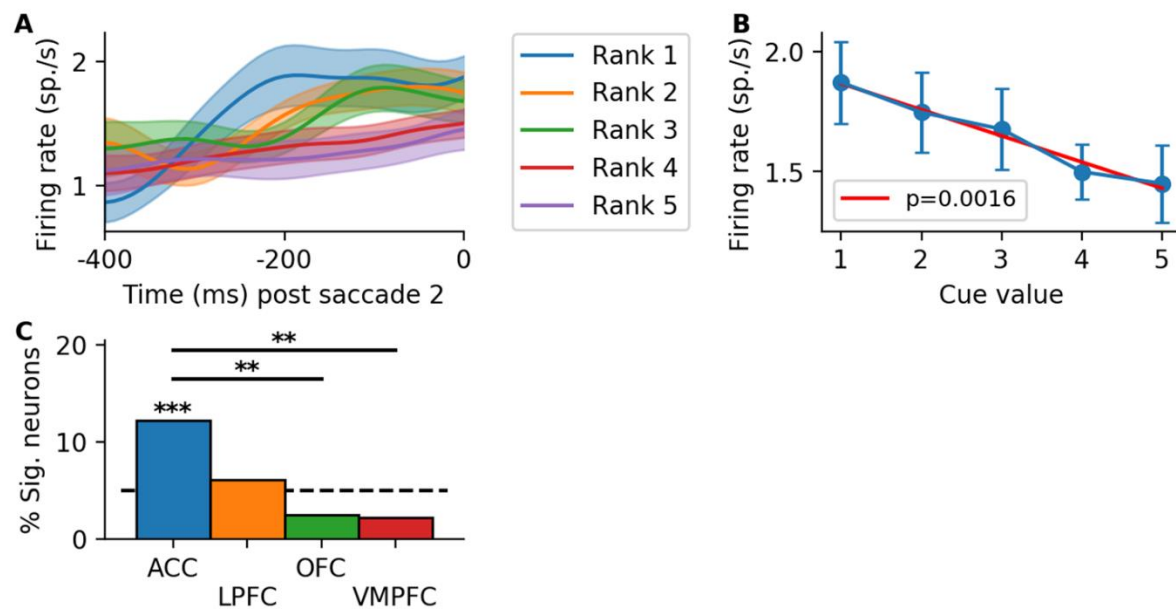 A
Firing rate (sp./s)
2
1
-400
-200
0
Time (ms) post saccade 2
Rank 1
Rank 2
Rank 3
Rank 4
Rank 5
B
Firing rate (sp./s)
2.0
1.5
p=0.0016
1
2
3
4
5
Cue value
C
% Sig. neurons
20
10
0
**
**
***
ACC
LPFC
OFC
VMPFC